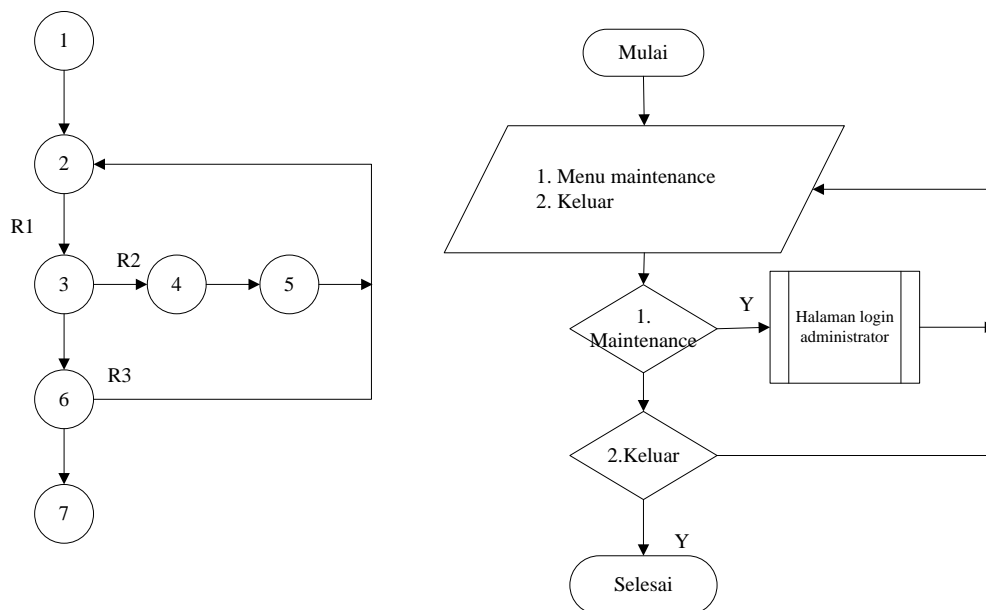 1
2
R1
3
R2
4
5
6
R3
7
Mulai
1. Menu maintenance
2. Keluar
1.
Maintenance
Y
Halaman login
administrator
2.Keluar
Y
Selesai